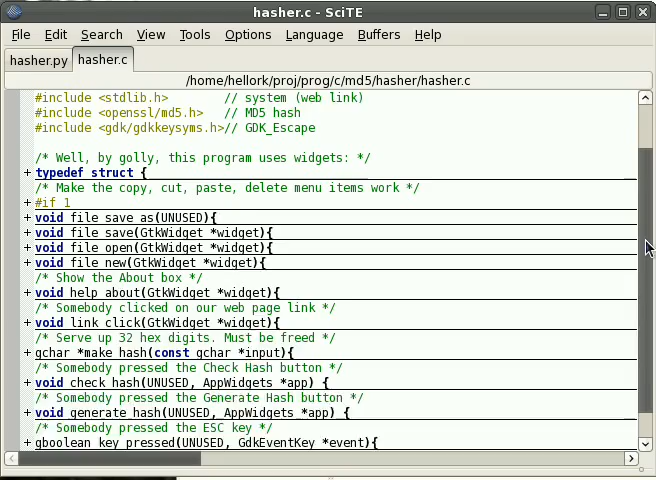 hasher.c - SciTE
File Edit Search View Tools Options Language Buffers Help
hasher.py hasher.c
/home/hellork/proj/prog/c/md5/hasher/hasher.c
#include <stdlib.h> // system (web link)
#include <openssl/md5.h> // MD5 hash
#include <gdk/gdkkeysyms.h>// GDK_Escape
/* Well, by golly, this program uses widgets: */
+ typedef struct {
/* Make the copy, cut, paste, delete menu items work */
+ #if 1
+ void file_save_as(UNUSED){
+ void file_save(GtkWidget *widget){
+ void file_open(GtkWidget *widget){
+ void file_new(GtkWidget *widget){
/* Show the About box */
+ void help_about(GtkWidget *widget){
/* Somebody clicked on our web page link */
+ void link_click(GtkWidget *widget){
/* Serve up 32 hex digits. Must be freed */
+ gchar *make_hash(const gchar *input){
/* Somebody pressed the Check Hash button */
+ void check_hash(UNUSED, AppWidgets *app) {
/* Somebody pressed the Generate Hash button */
+ void generate_hash(UNUSED, AppWidgets *app) {
/* Somebody pressed the ESC key */
+ gboolean key_pressed(UNUSED, GdkEventKey *event){